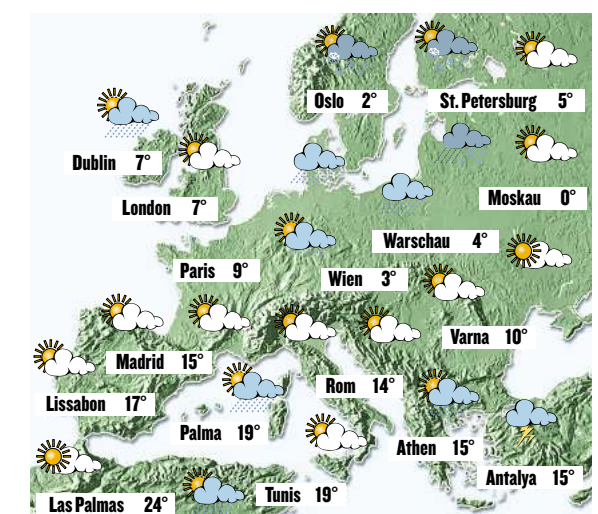 Oslo 2°
St. Petersburg 5°
Dublin 7°
London 7°
Moskau 0°
Warschau 4°
Paris 9°
Wien 3°
Varna 10°
Madrid 15°
Rom 14°
Lissabon 17°
Palma 19°
Athen 15°
Antalya 15°
Las Palmas 24°
Tunis 19°